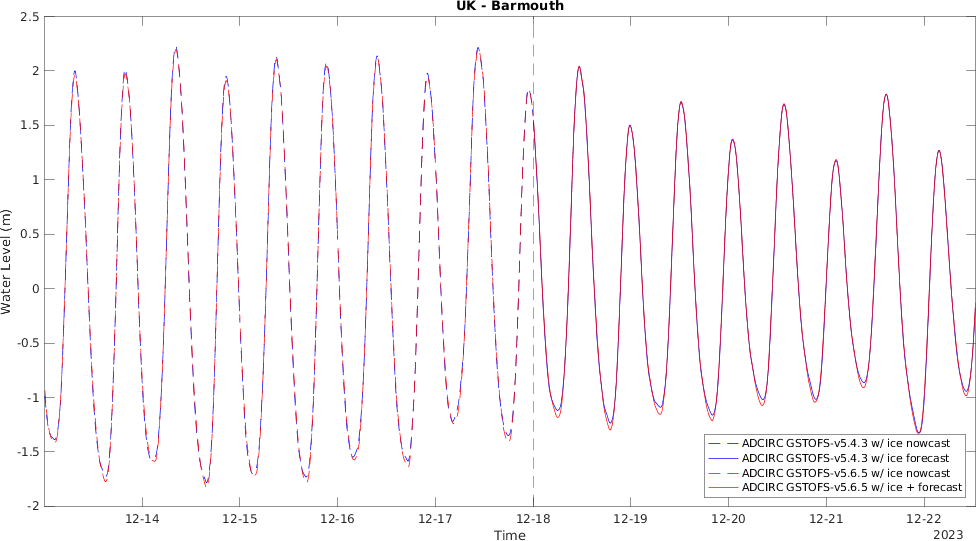 UK - Barmouth
2.5
2
1.5
1
0.5
0
-0.5
-1
-1.5
-2
Water Level (m)
12-14
12-15
12-16
12-17
12-18
12-19
12-20
12-21
12-22
Time
2023
ADCIRC GSTOFS-v5.4.3 w/ ice nowcast
ADCIRC GSTOFS-v5.4.3 w/ ice forecast
ADCIRC GSTOFS-v5.6.5 w/ ice nowcast
ADCIRC GSTOFS-v5.6.5 w/ ice + forecast